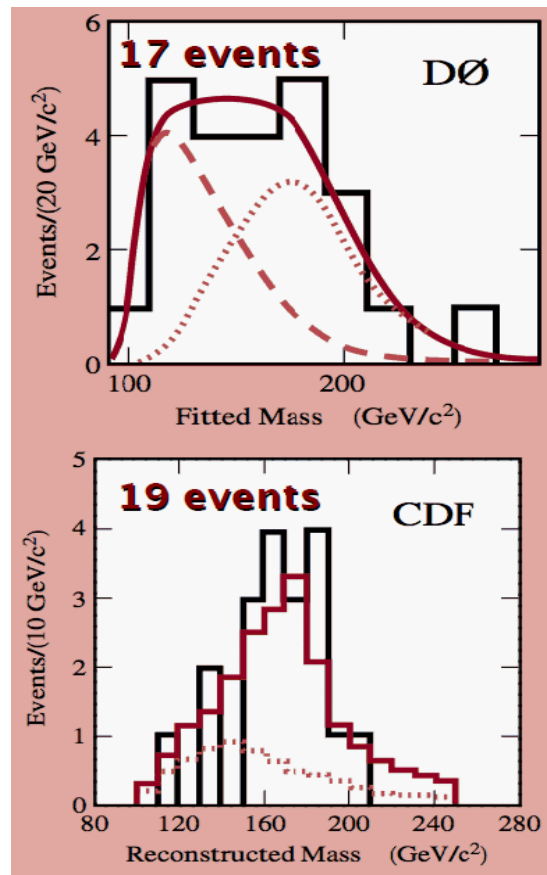 6
17 events
DØ
4
2
0
Events/(20 GeV/c²)
100
200
Fitted Mass (GeV/c²)
5
19 events
CDF
4
3
2
1
0
Events/(10 GeV/c²)
80
120
160
200
240
280
Reconstructed Mass (GeV/c²)